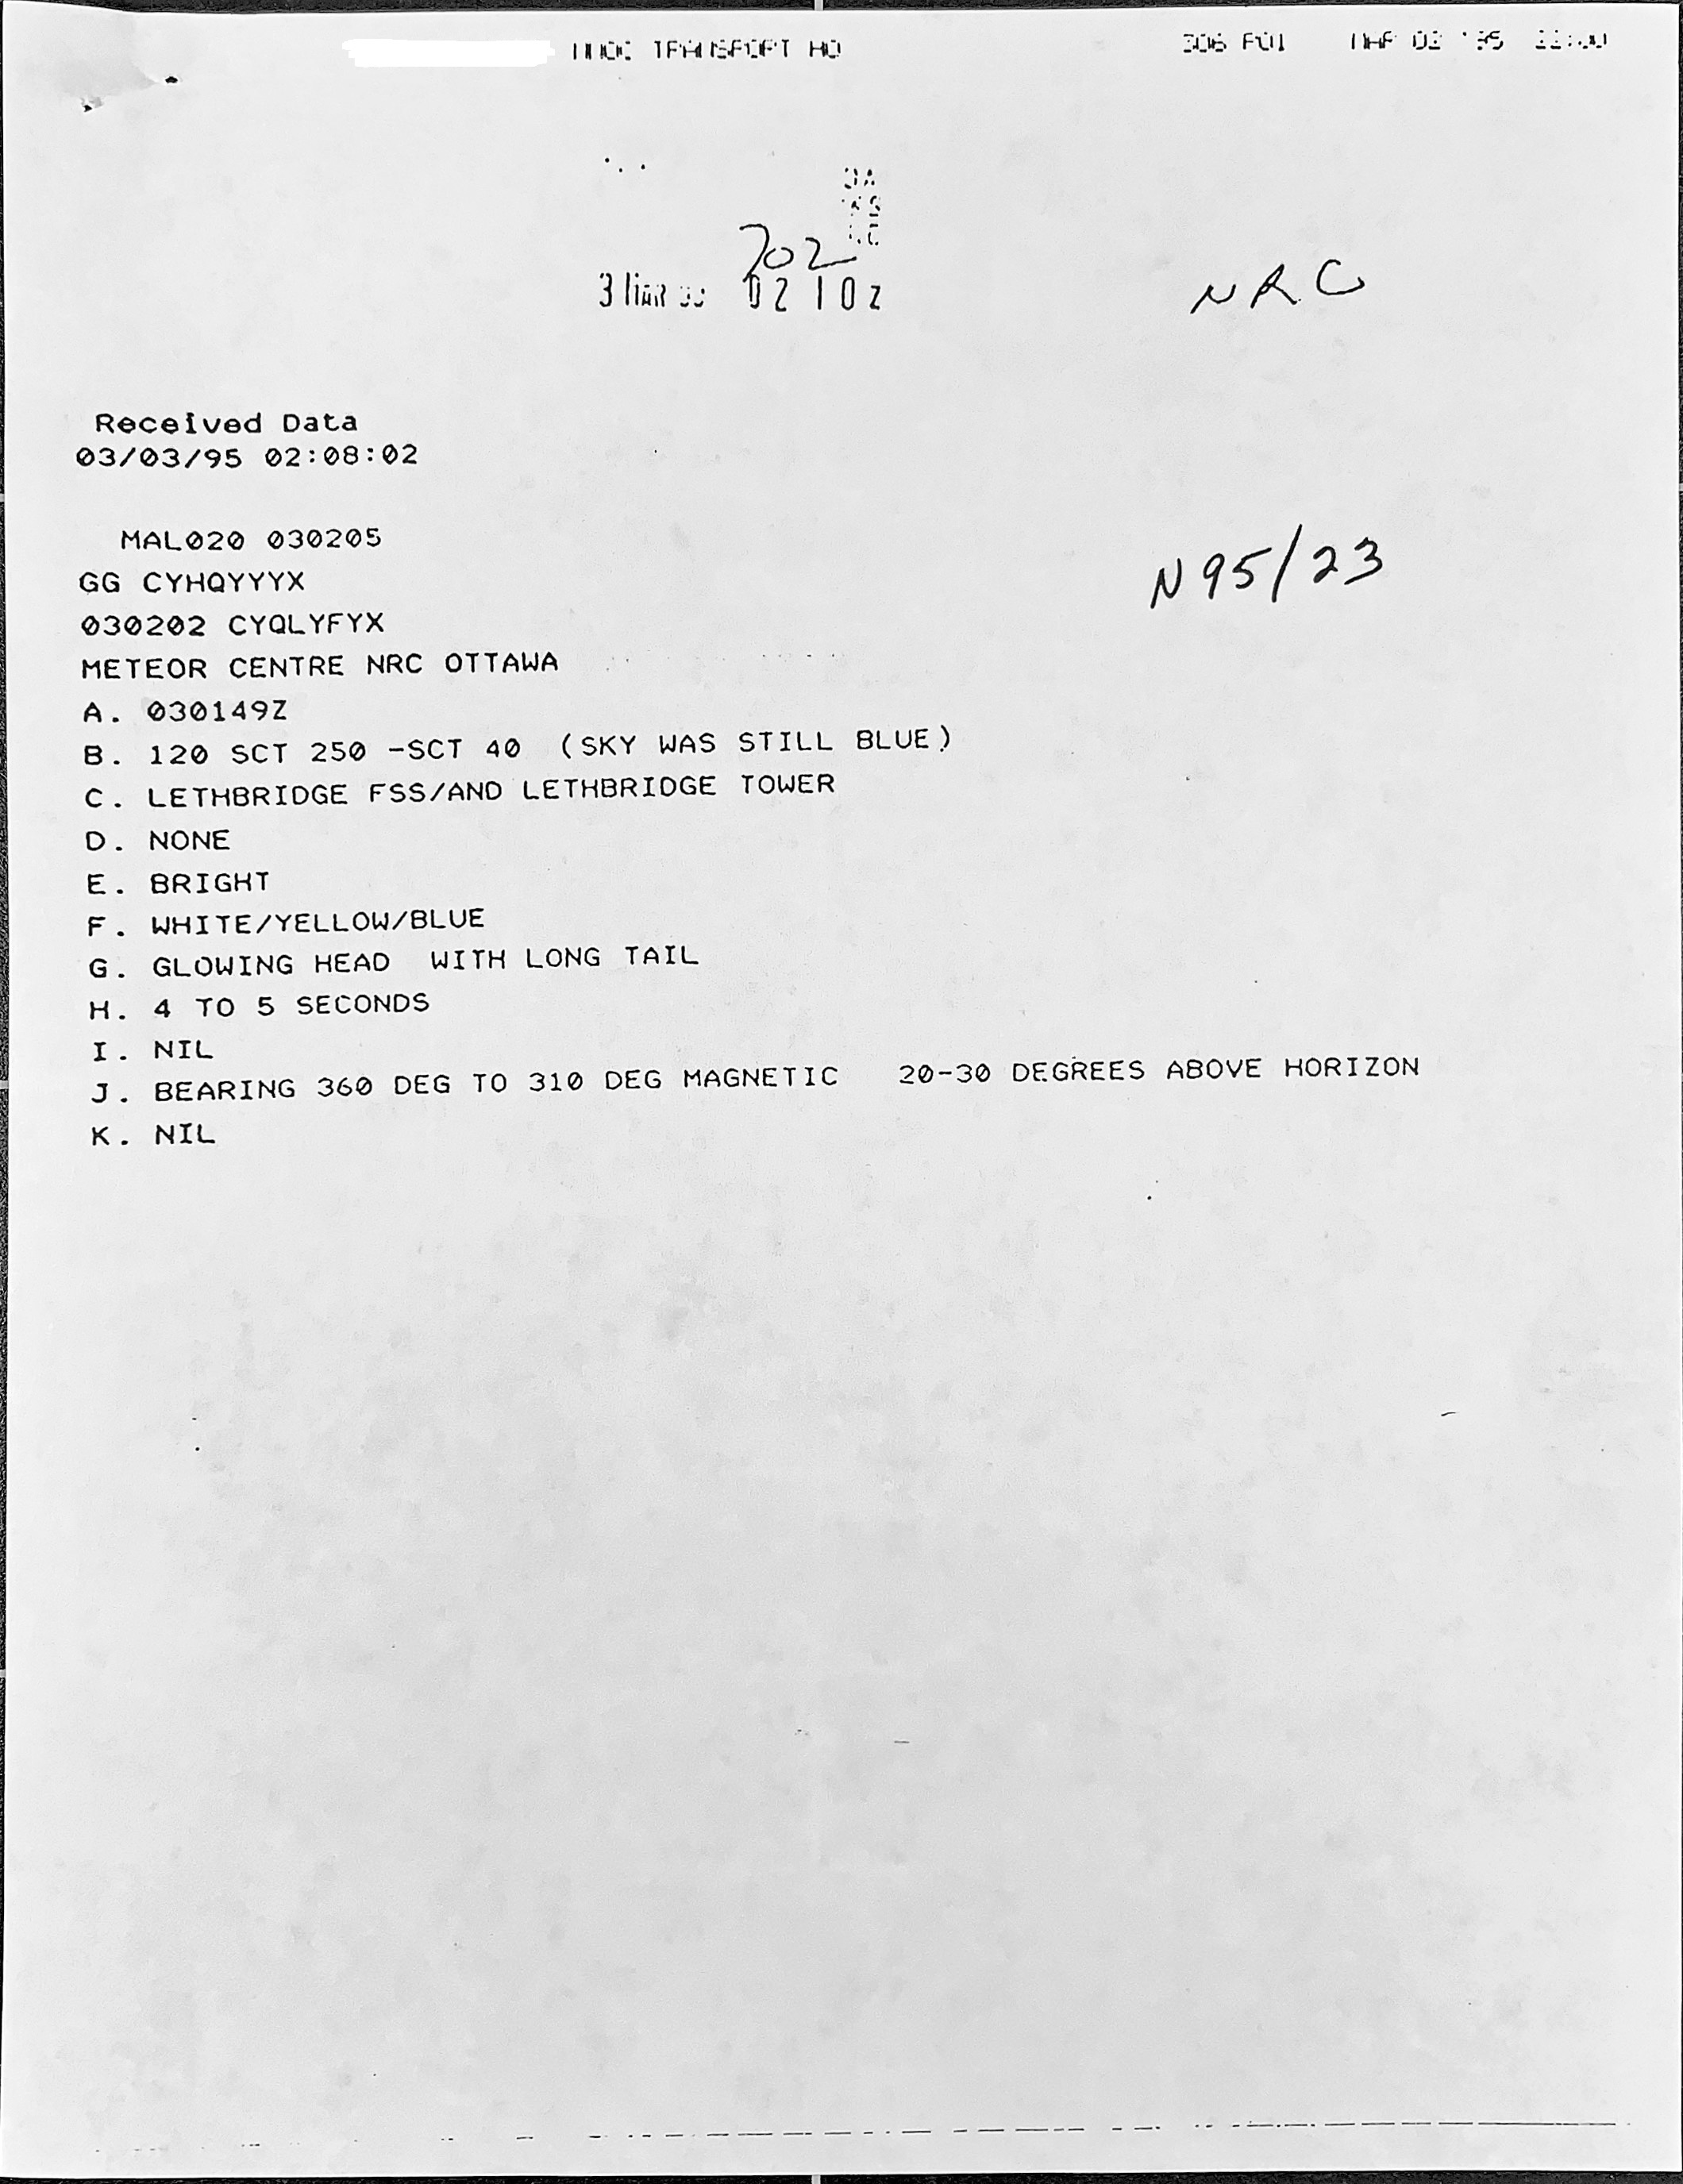 TRANSPORT HQ 306 P01 MAR 02 '95
702
3 MAR 0210Z
NRC
Received Data
03/03/95 02:08:02
N95/23
MAL020 030205
GG CYHQYYYX
030202 CYQLYFYX
METEOR CENTRE NRC OTTAWA
A. 030149Z
B. 120 SCT 250 -SCT 40 (SKY WAS STILL BLUE)
C. LETHBRIDGE FSS/AND LETHBRIDGE TOWER
D. NONE
E. BRIGHT
F. WHITE/YELLOW/BLUE
G. GLOWING HEAD WITH LONG TAIL
H. 4 TO 5 SECONDS
I. NIL
J. BEARING 360 DEG TO 310 DEG MAGNETIC 20-30 DEGREES ABOVE HORIZON
K. NIL